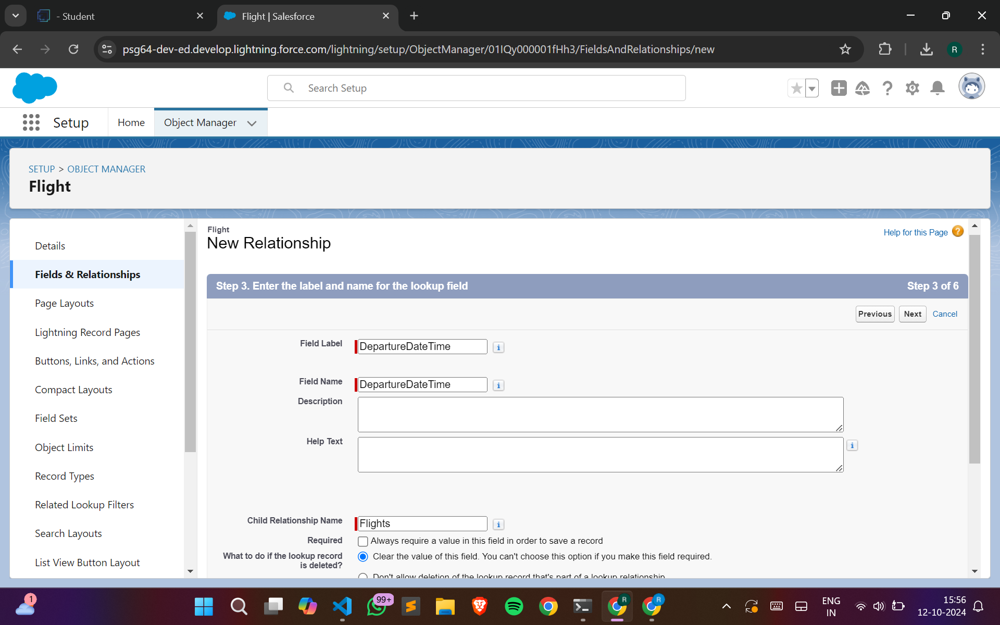 - Student
Flight | Salesforce
psg64-dev-ed.develop.lightning.force.com/lightning/setup/ObjectManager/01IQy000001fHh3/FieldsAndRelationships/new
R
Search Setup
Setup
Home
Object Manager
SETUP > OBJECT MANAGER
Flight
Details
Fields & Relationships
Page Layouts
Lightning Record Pages
Buttons, Links, and Actions
Compact Layouts
Field Sets
Object Limits
Record Types
Related Lookup Filters
Search Layouts
List View Button Layout
Flight
New Relationship
Help for this Page
Step 3. Enter the label and name for the lookup field
Step 3 of 6
Previous
Next
Cancel
Field Label
DepartureDateTime
Field Name
DepartureDateTime
Description
Help Text
Child Relationship Name
Flights
Required
Always require a value in this field in order to save a record
What to do if the lookup record
is deleted?
Clear the value of this field. You can't choose this option if you make this field required.
Don't allow deletion of the lookup record that's part of a lookup relationship.
1
99+
R
R
ENG
IN
15:56
12-10-2024